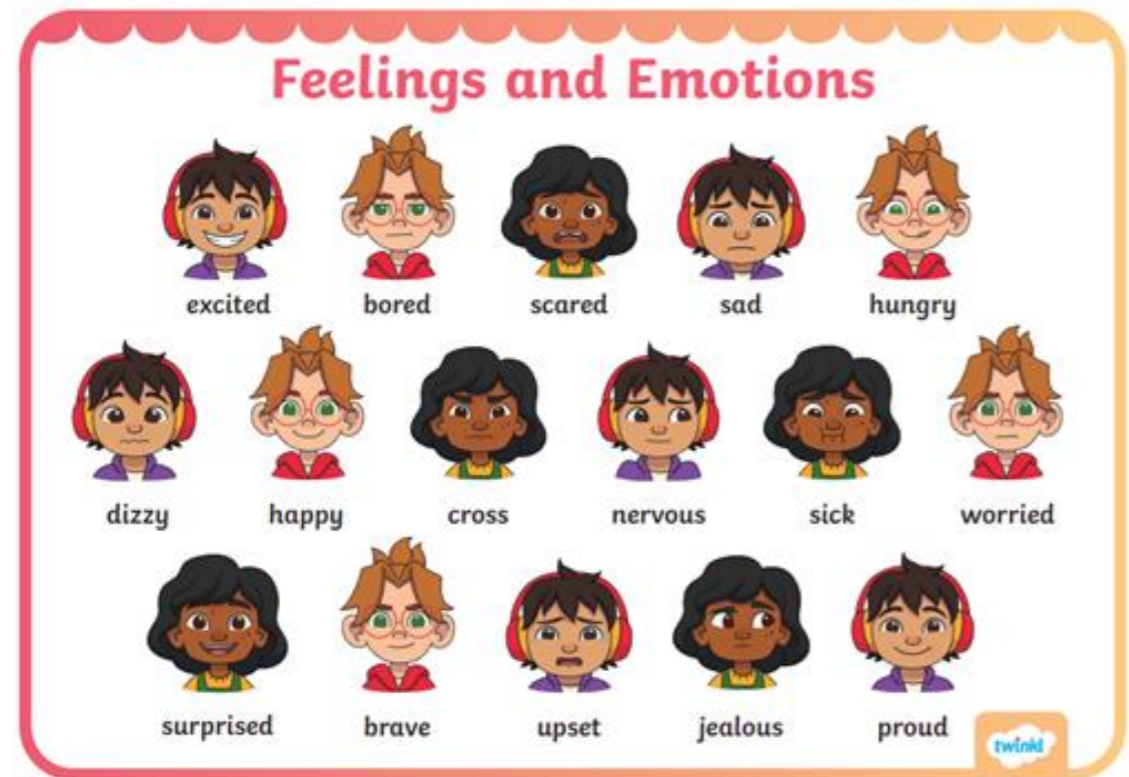 Feelings and Emotions
excited bored scared sad hungry
dizzy happy cross nervous sick worried
surprised brave upset jealous proud
twinkl